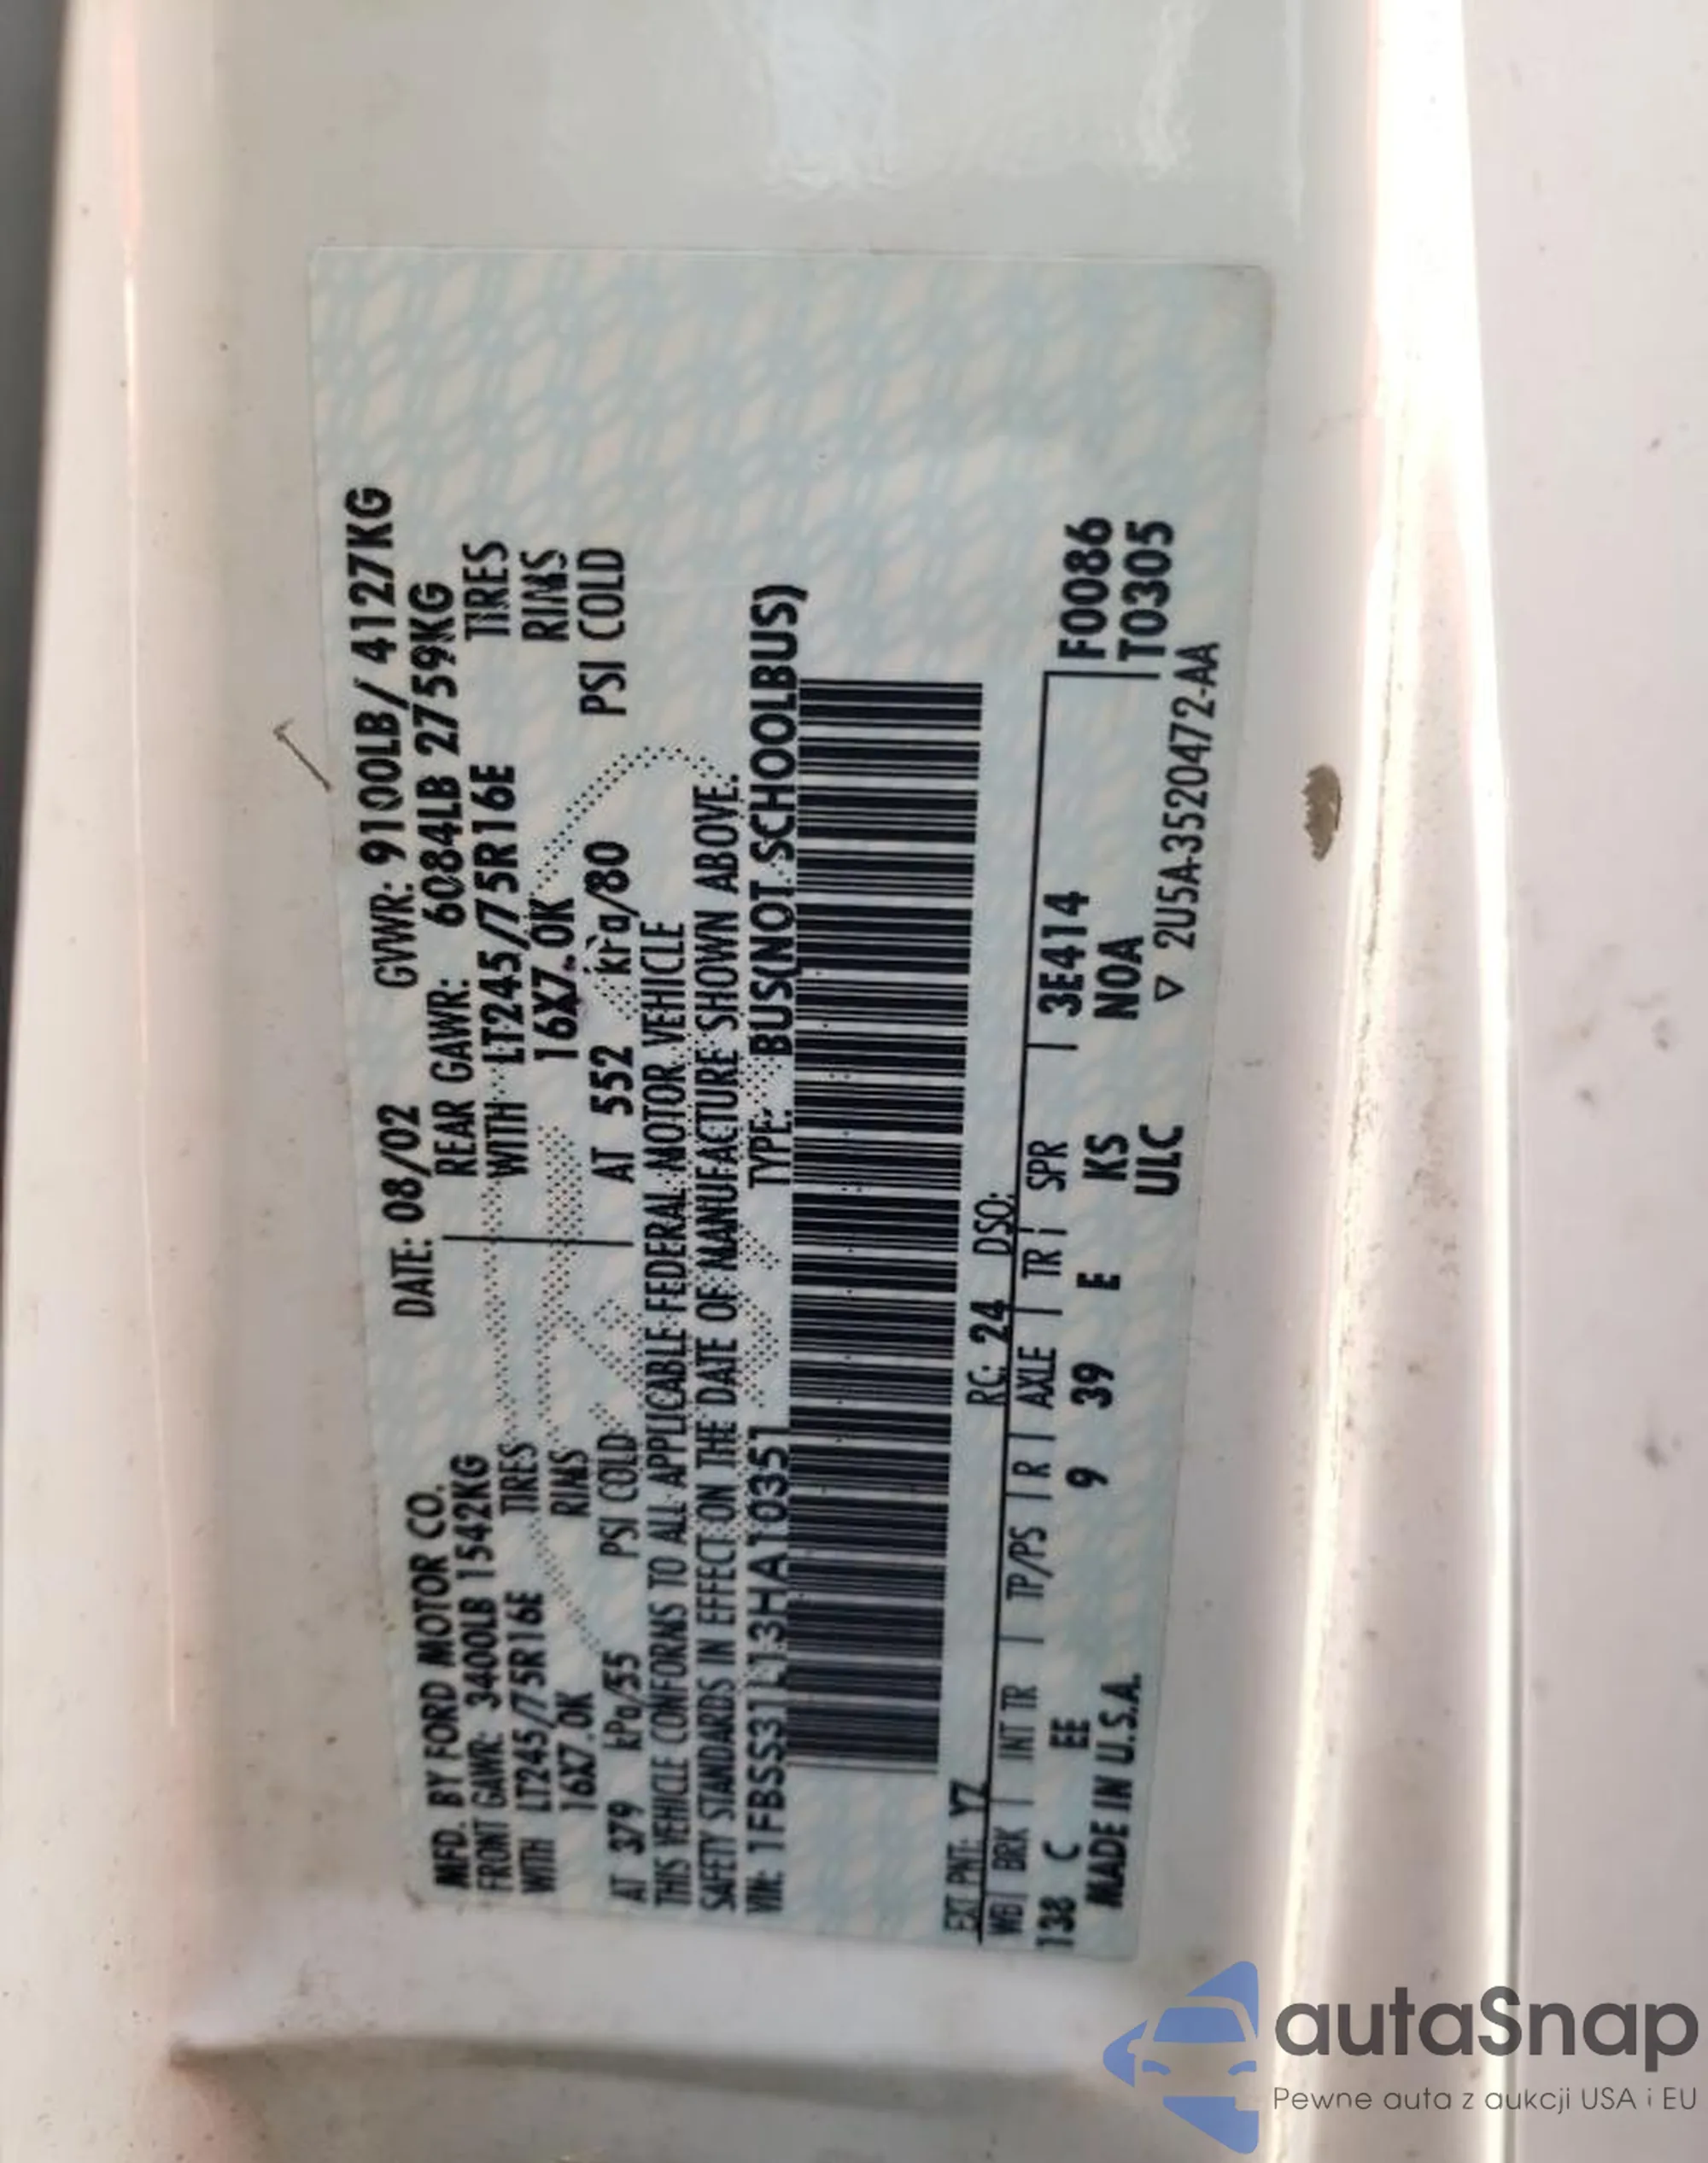 MFD. BY FORD MOTOR CO. DATE: 08/02 GVWR: 9100LB/ 4127KG
FRONT GAWR: 3400LB 1542KG REAR GAWR: 6084LB 2759KG
WITH LT245/75R16E TIRES WITH LT245/75R16E TIRES
16X7.0K RIMS 16X7.0K RIMS
AT 379 kPa/55 PSI COLD AT 552 kPa/80 PSI COLD
THIS VEHICLE CONFORMS TO ALL APPLICABLE FEDERAL MOTOR VEHICLE
SAFETY STANDARDS IN EFFECT ON THE DATE OF MANUFACTURE SHOWN ABOVE.
VIN: 1FBSS31L13HA10351 TYPE: BUS(NOT SCHOOLBUS)
EXT PNT: YZ RC: 24 DSO:
WB BRK INT TR TP/PS R AXLE TR SPR
138 C EE 9 39 E KS 3E414 F0086
MADE IN U.S.A. ULC NOA T0305
▽ 2U5A-3520472-AA
autaSnap
Pewne auta z aukcji USA i EU